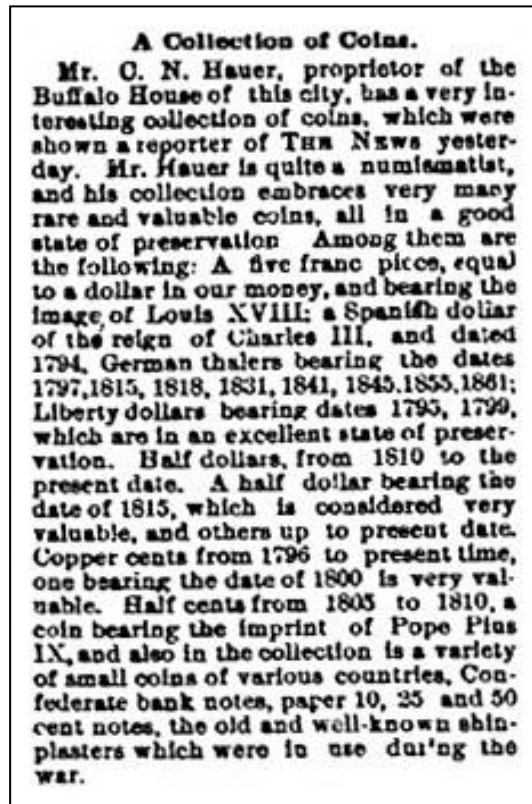 A Collection of Coins.
Mr. C. N. Hauer, proprietor of the
Buffalo House of this city, has a very in-
teresting collection of coins, which were
shown a reporter of THE NEWS yester-
day. Mr. Hauer is quite a numismatist,
and his collection embraces very many
rare and valuable coins, all in a good
state of preservation Among them are
the following: A five franc piece, equal
to a dollar in our money, and bearing the
image of Louis XVIII; a Spanish dollar
of the reign of Charles III, and dated
1794, German thalers bearing the dates
1797,1815, 1818, 1831, 1841, 1845.1855,1861;
Liberty dollars bearing dates 1795, 1799,
which are in an excellent state of preser-
vation. Half dollars, from 1810 to the
present date. A half dollar bearing the
date of 1815, which is considered very
valuable, and others up to present date.
Copper cents from 1796 to present time,
one bearing the date of 1800 is very val-
uable. Half cents from 1805 to 1810, a
coin bearing the imprint of Pope Pius
IX, and also in the collection is a variety
of small coins of various countries, Con-
federate bank notes, paper 10, 25 and 50
cent notes, the old and well-known shin-
plasters which were in use during the
war.